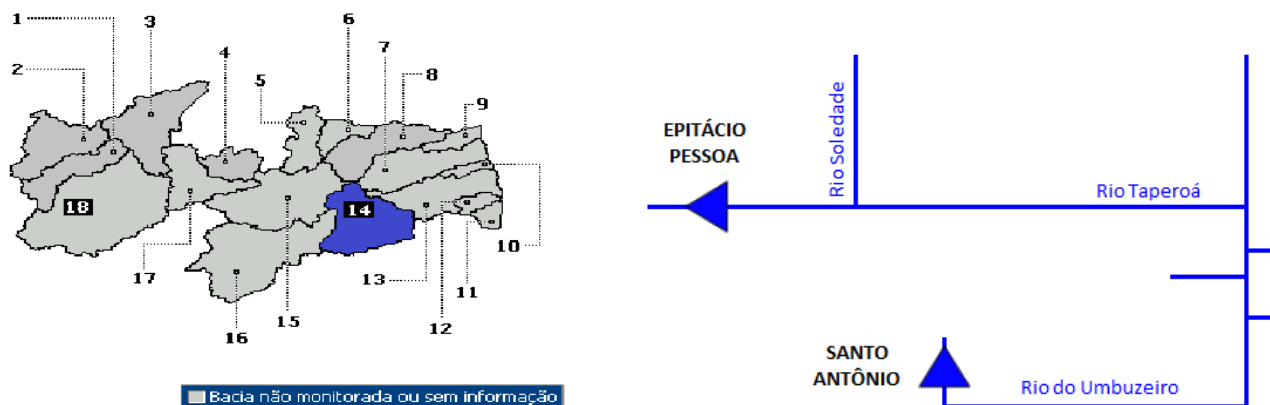 1
3
6
4
7
2
5
8
9
18
14
17
10
13
11
16
15
12
Bacia não monitorada ou sem informação
EPITÁCIO
PESSOA
Rio Soledade
Rio Taperoá
SANTO
ANTÔNIO
Rio do Umbuzeiro